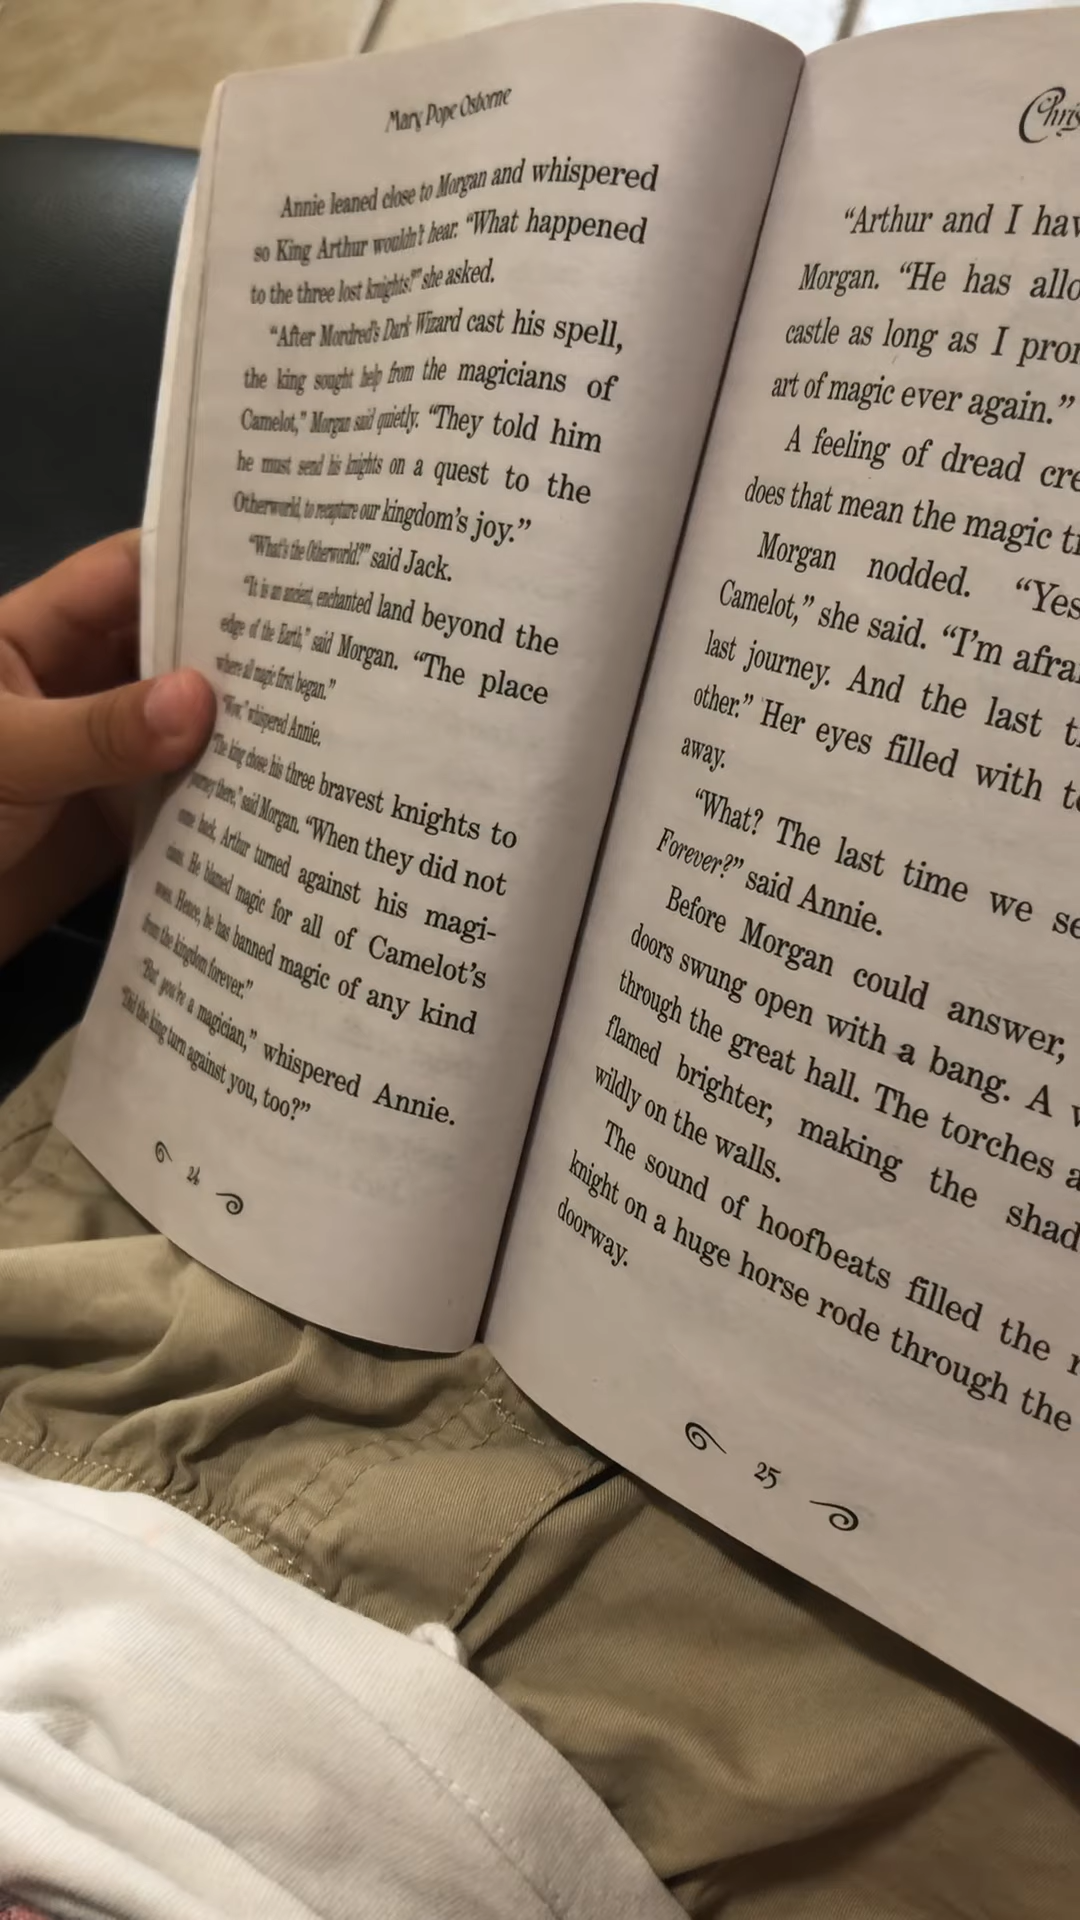 Mary Pope Osborne
Annie leaned close to Morgan and whispered
so King Arthur wouldn't hear. “What happened
to the three lost knights?” she asked.
“After Mordred's Dark Wizard cast his spell,
the king sought help from the magicians of
Camelot,” Morgan said quietly. “They told him
he must send his knights on a quest to the
Otherworld, to recapture our kingdom's joy.”
“What's the Otherworld?” said Jack.
“It is an ancient, enchanted land beyond the
edge of the Earth,” said Morgan. “The place
where all magic first began.”
“Wow,” whispered Annie.
“The king chose his three bravest knights to
journey there,” said Morgan. “When they did not
come back, Arthur turned against his magi-
cians. He blamed magic for all of Camelot's
woes. Hence, he has banned magic of any kind
from the kingdom forever.”
“But you're a magician,” whispered Annie.
“Did the king turn against you, too?”
24
Chris
“Arthur and I hav
Morgan. “He has allo
castle as long as I pro
art of magic ever again.”
A feeling of dread cre
does that mean the magic t
Morgan nodded. “Yes
Camelot,” she said. “I'm afra
last journey. And the last t
other.” Her eyes filled with te
away.
“What? The last time we se
Forever?” said Annie.
Before Morgan could answer,
doors swung open with a bang. A w
through the great hall. The torches a
flamed brighter, making the shad
wildly on the walls.
The sound of hoofbeats filled the r
knight on a huge horse rode through the
doorway.
25